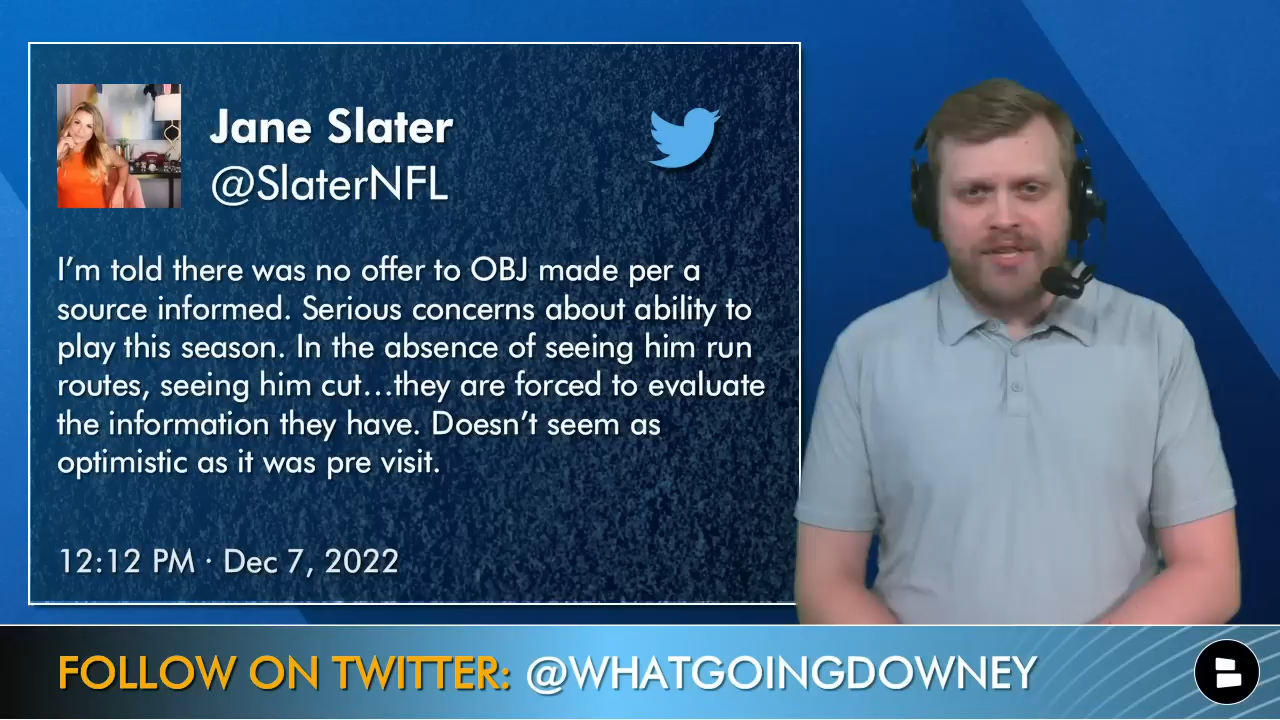 Jane Slater
@SlaterNFL
I'm told there was no offer to OBJ made per a
source informed. Serious concerns about ability to
play this season. In the absence of seeing him run
routes, seeing him cut...they are forced to evaluate
the information they have. Doesn't seem as
optimistic as it was pre visit.
12:12 PM · Dec 7, 2022
FOLLOW ON TWITTER: @WHATGOINGDOWNEY